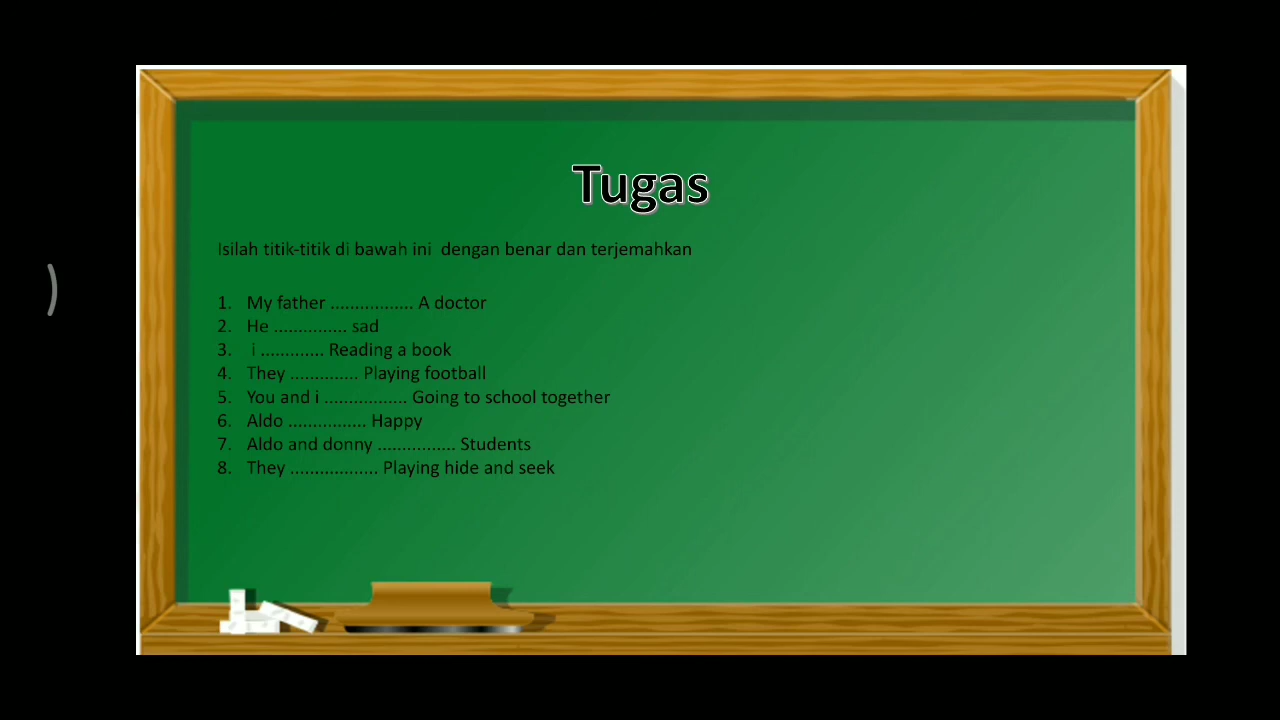 Tugas
Isilah titik-titik di bawah ini dengan benar dan terjemahkan
1. My father ................. A doctor
2. He ............... sad
3. i ............. Reading a book
4. They .............. Playing football
5. You and i ................. Going to school together
6. Aldo ................ Happy
7. Aldo and donny ................ Students
8. They .................. Playing hide and seek